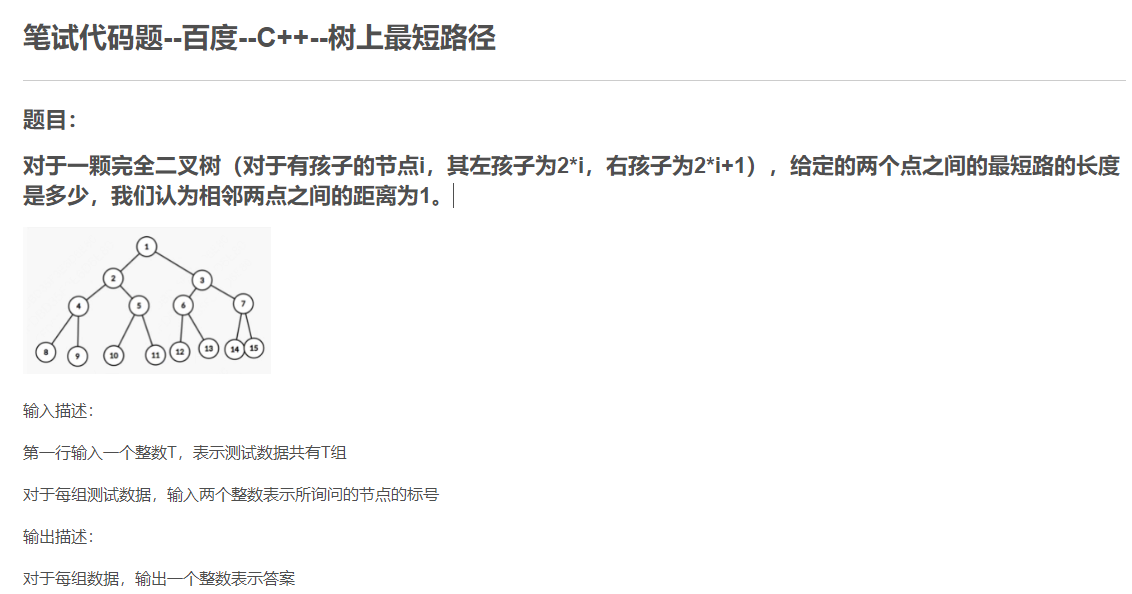 笔试代码题--百度--C++--树上最短路径
题目：
对于一颗完全二叉树（对于有孩子的节点i，其左孩子为2*i，右孩子为2*i+1），给定的两个点之间的最短路的长度
是多少，我们认为相邻两点之间的距离为1。
1
2
3
4
5
6
7
8
9
10
11
12
13
14
15
输入描述：
第一行输入一个整数T，表示测试数据共有T组
对于每组测试数据，输入两个整数表示所询问的节点的标号
输出描述：
对于每组数据，输出一个整数表示答案